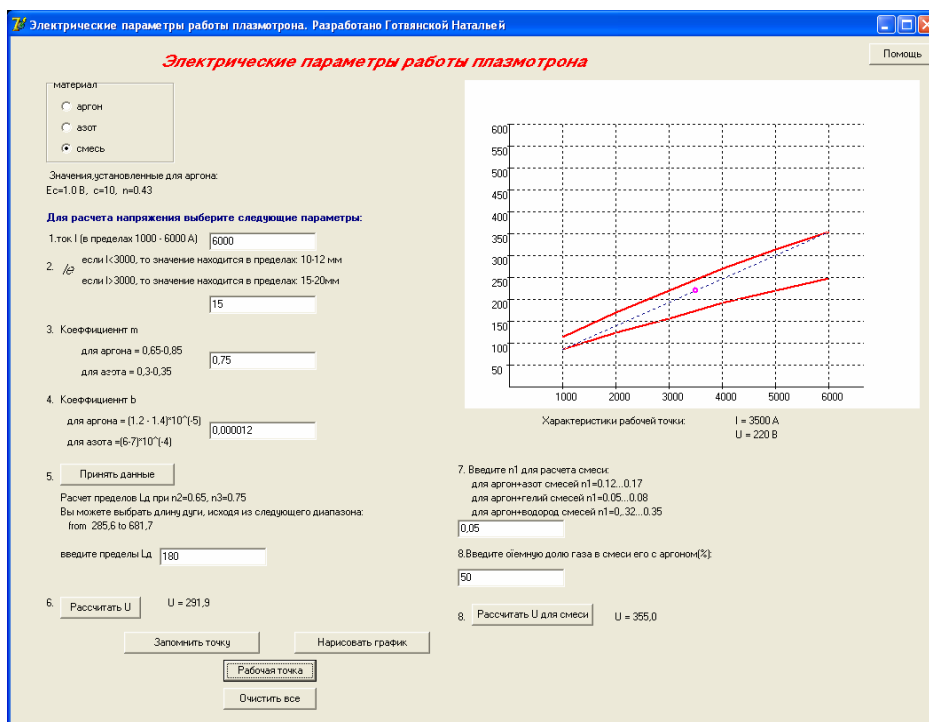 Электрические параметры работы плазмотрона. Разработано Готвянской Натальей
Электрические параметры работы плазмотрона
Помощь
материал
аргон
азот
смесь
Значения,установленные для аргона:
Ec=1.0 В, c=10, n=0.43
Для расчета напряжения выберите следующие параметры:
1.ток I (в пределах 1000 - 6000 А)
6000
2. le
если I<3000, то значение находится в пределах: 10-12 мм
если I>3000, то значение находится в пределах: 15-20мм
15
3. Коеффициеннт m
для аргона = 0,65-0,85
для азота = 0,3-0,35
0,75
4. Коеффициеннт b
для аргона = (1.2 - 1.4)*10^(-5)
для азота =(6-7)*10^(-4)
0,000012
5. Принять данные
Расчет пределов Lд при n2=0.65, n3=0.75
Вы можете выбрать длину дуги, исходя из следующего диапазона:
from 285,6 to 681,7
введите пределы Lд
180
6. Рассчитать U
U = 291,9
Запомнить точку
Нарисовать график
Рабочая точка
Очистить все
600
550
500
450
400
350
300
250
200
150
100
50
1000 2000 3000 4000 5000 6000
Характеристики рабочей точки:
I = 3500 А
U = 220 В
7. Введите n1 для расчета смеси:
для аргон+азот смесей n1=0.12...0.17
для аргон+гелий смесей n1=0.05...0.08
для аргон+водород смесей n1=0,.32...0.35
0,05
8.Введите оїемную долю газа в смеси его с аргоном(%):
50
8. Рассчитать U для смеси
U = 355,0